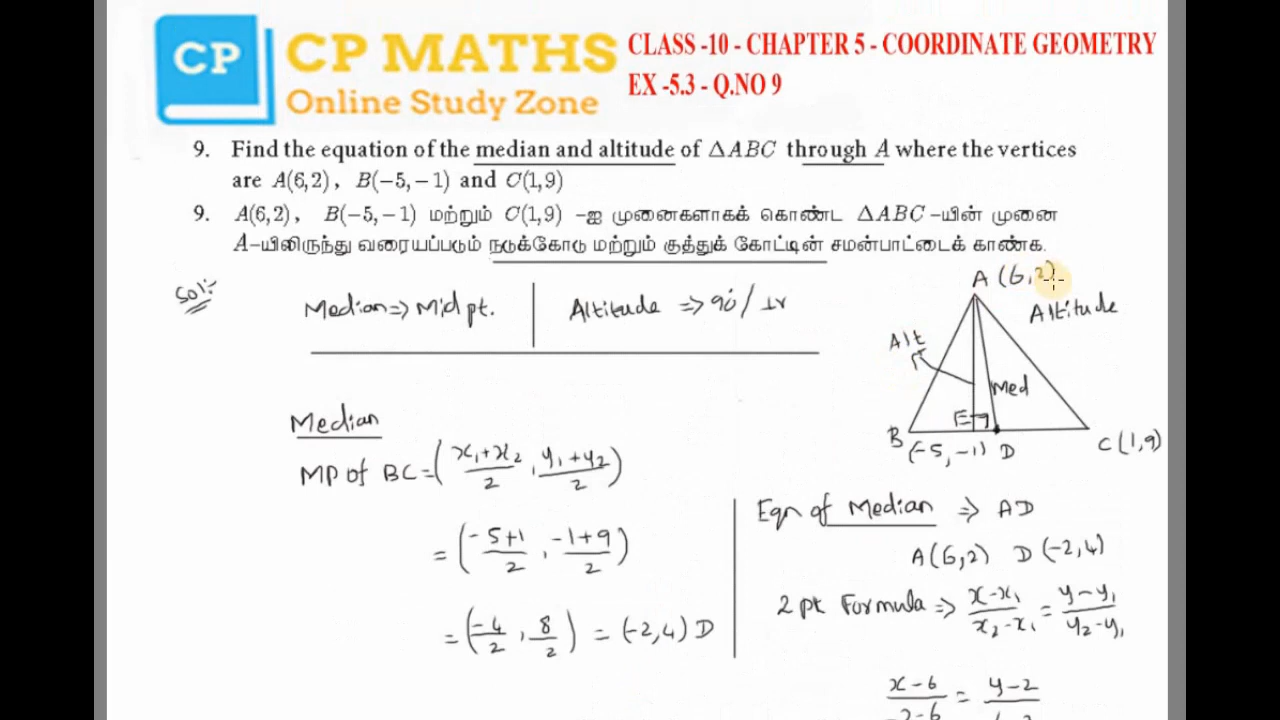 CP
CP MATHS
Online Study Zone
CLASS -10 - CHAPTER 5 - COORDINATE GEOMETRY
EX -5.3 - Q.NO 9
9. Find the equation of the median and altitude of ΔABC through A where the vertices
are A(6,2), B(−5,−1) and C(1,9)
9. A(6,2), B(−5,−1) மற்றும் C(1,9) -ஐ முனைகளாகக் கொண்ட ΔABC -யின் முனை
A-யிலிருந்து வரையப்படும் நடுக்கோடு மற்றும் குத்துக் கோட்டின் சமன்பாட்டைக் காண்க.
Sol:-
Median => Mid pt.
Altitude => 90° / ⊥r
A (6,2)
Altitude
Alt
Med
E
B
(-5,-1) D
C (1,9)
Median
MP of BC = (x₁+x₂/2 , y₁+y₂/2)
= (-5+1/2 , -1+9/2)
= (-4/2 , 8/2) = (-2,4) D
Eqn of Median => AD
A(6,2) D(-2,4)
2 pt Formula => x-x₁/x₂-x₁ = y-y₁/y₂-y₁
x-6/-2-6 = y-2